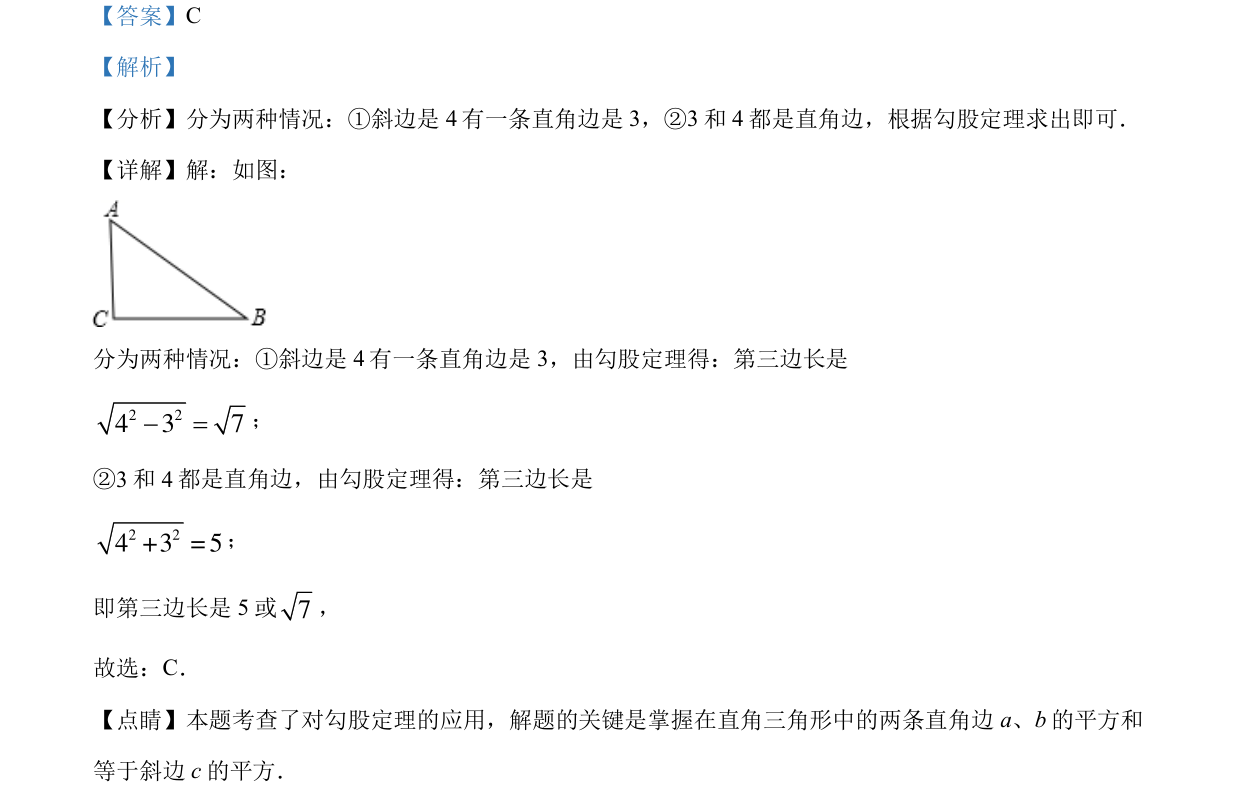 【答案】C
【解析】
【分析】分为两种情况：①斜边是 4 有一条直角边是 3，②3 和 4 都是直角边，根据勾股定理求出即可．
【详解】解：如图：
A
C
B
分为两种情况：①斜边是 4 有一条直角边是 3，由勾股定理得：第三边长是
√(4² − 3²) = √7；
②3 和 4 都是直角边，由勾股定理得：第三边长是
√(4² + 3²) = 5；
即第三边长是 5 或√7，
故选：C．
【点睛】本题考查了对勾股定理的应用，解题的关键是掌握在直角三角形中的两条直角边 a、b 的平方和
等于斜边 c 的平方．